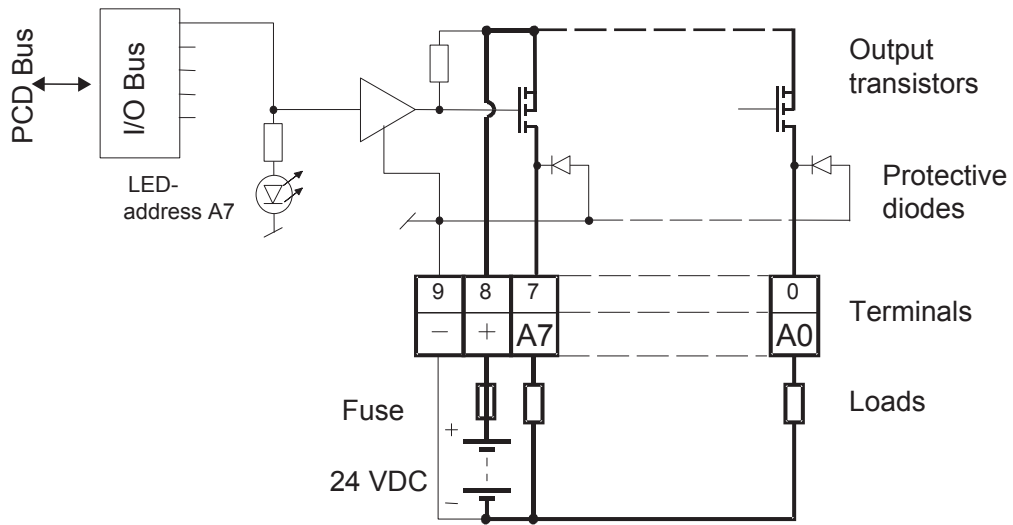 PCD Bus
I/O Bus
LED-
address A7
Output
transistors
Protective
diodes
9 8 7 0
− + A7 A0
Terminals
Fuse
Loads
+
24 VDC
−